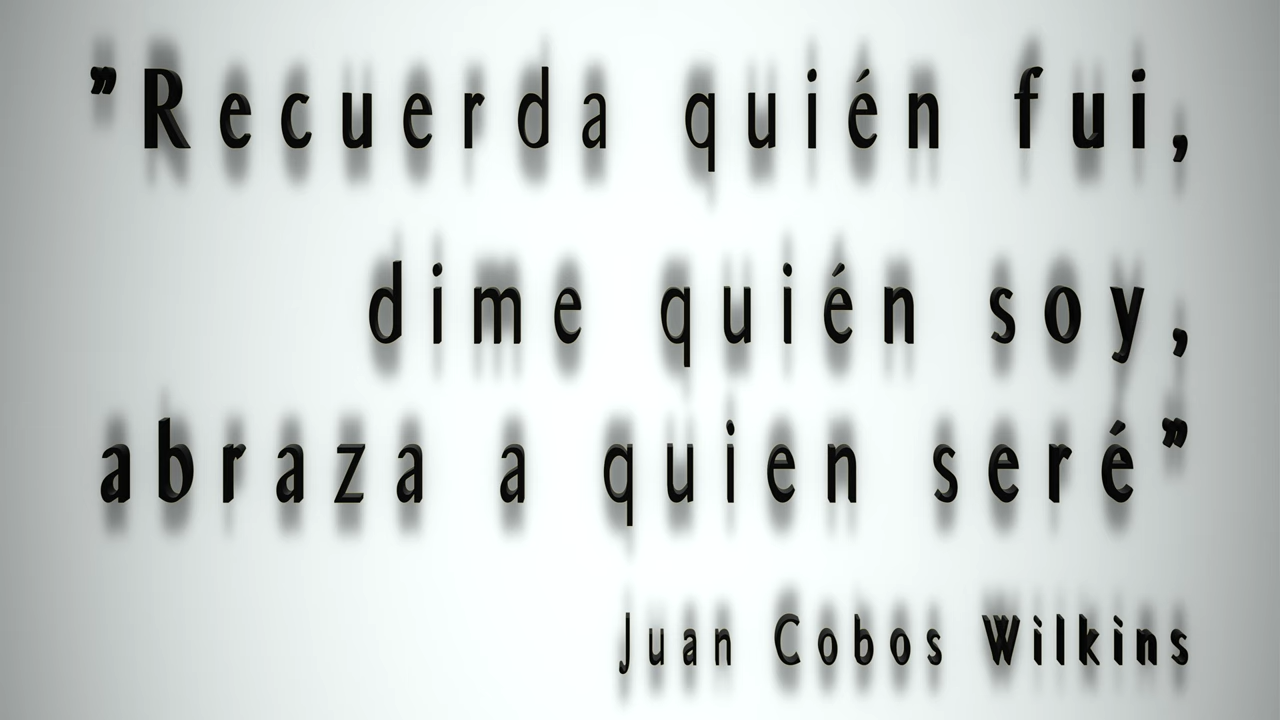 ”Recuerda quién fui,
dime quién soy,
abraza a quien seré”
Juan Cobos Wilkins